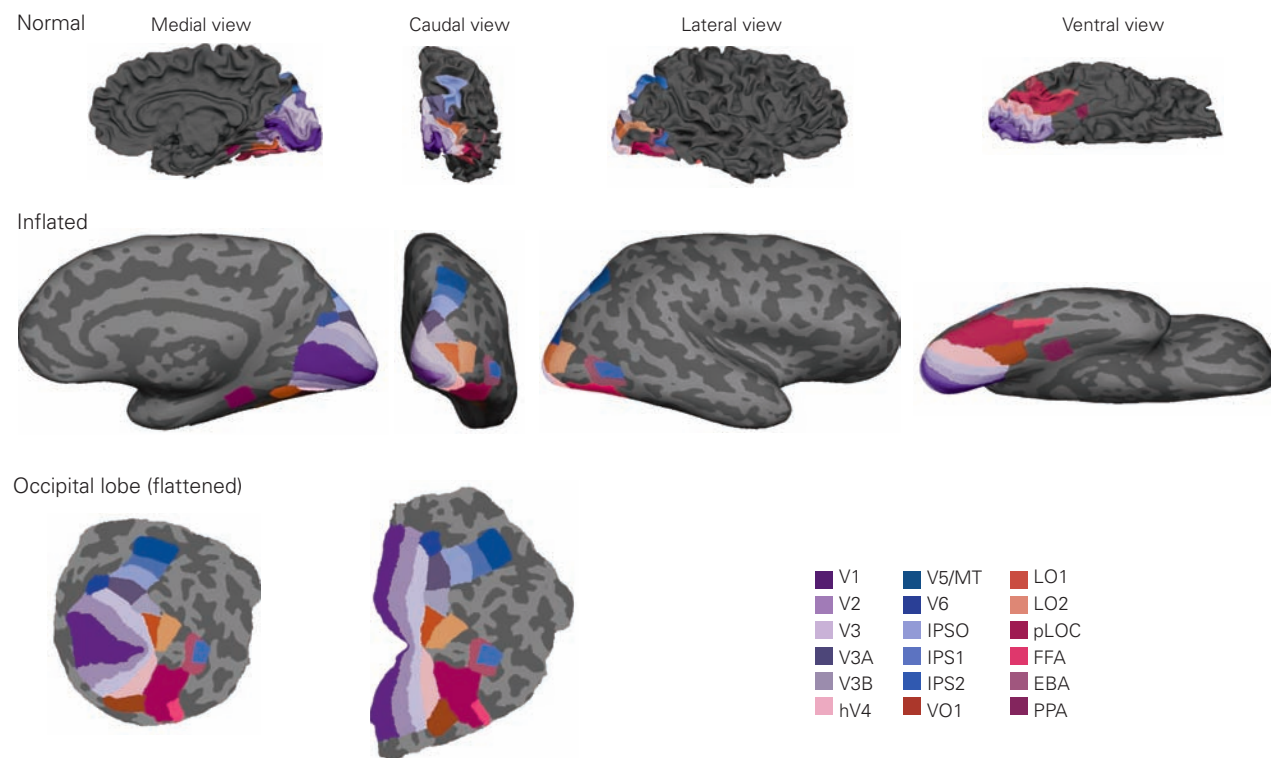 Normal
Medial view
Caudal view
Lateral view
Ventral view
Inflated
Occipital lobe (flattened)
V1
V2
V3
V3A
V3B
hV4
V5/MT
V6
IPSO
IPS1
IPS2
VO1
LO1
LO2
pLOC
FFA
EBA
PPA